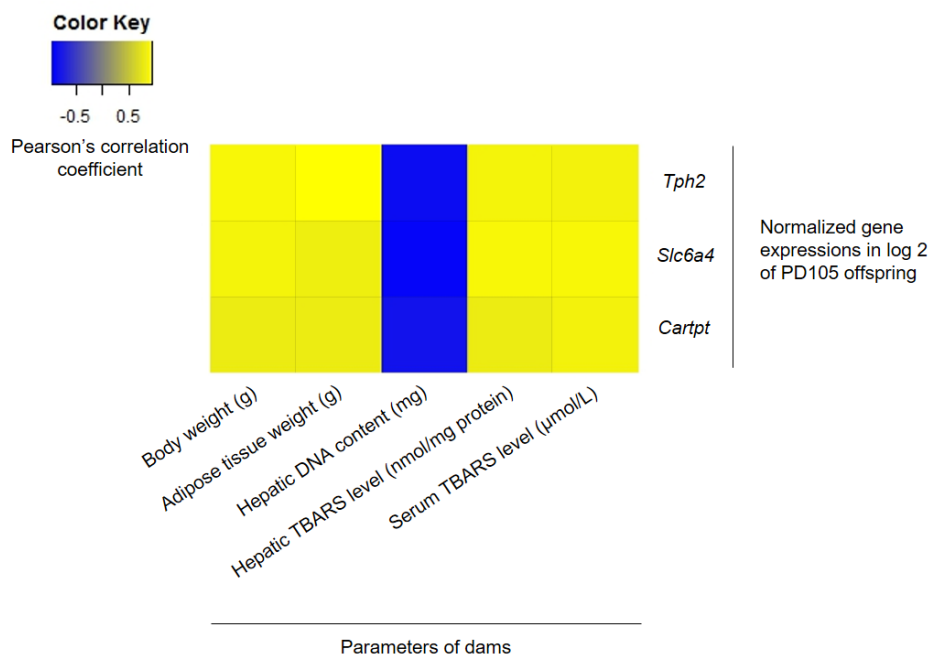 Color Key
-0.5 0.5
Pearson’s correlation
coefficient
Tph2
Slc6a4
Cartpt
Normalized gene
expressions in log 2
of PD105 offspring
Body weight (g)
Adipose tissue weight (g)
Hepatic DNA content (mg)
Hepatic TBARS level (nmol/mg protein)
Serum TBARS level (µmol/L)
Parameters of dams